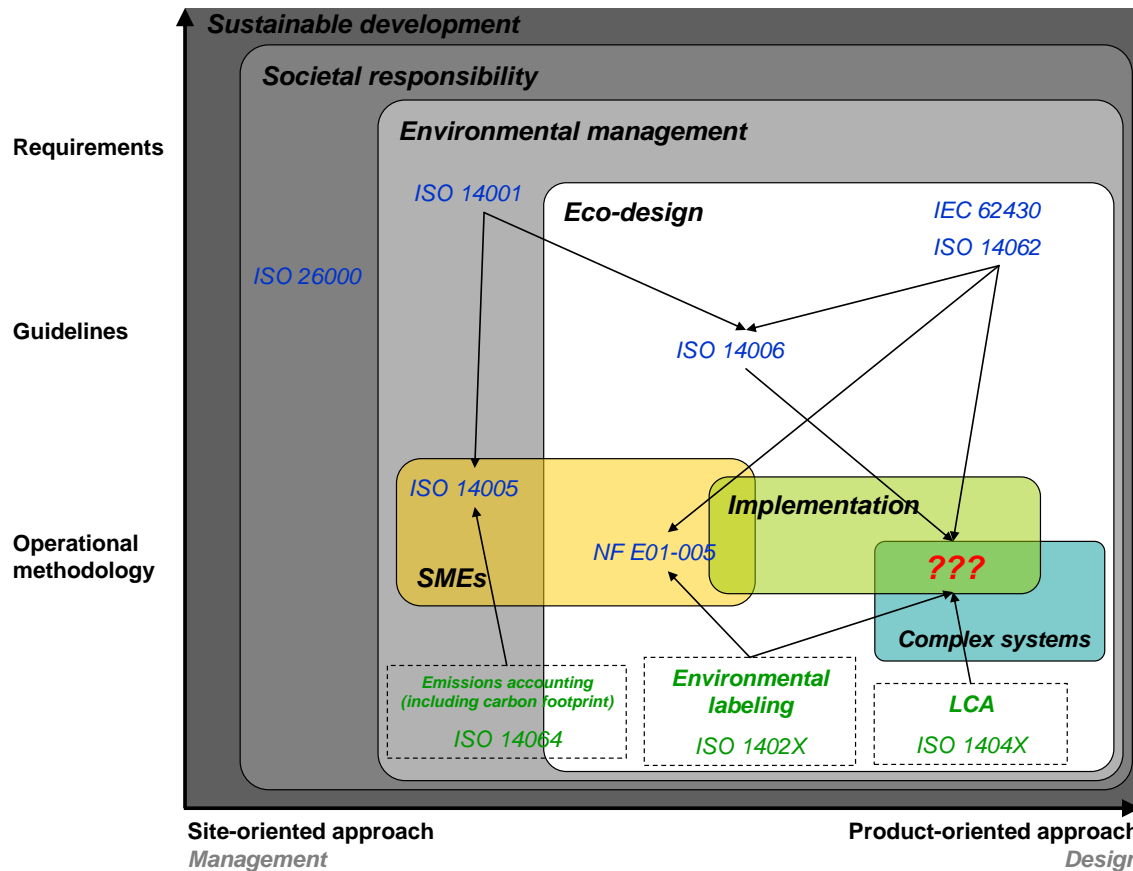 Sustainable development
Societal responsibility
Environmental management
Requirements
ISO 14001
Eco-design
IEC 62430
ISO 14062
ISO 26000
Guidelines
ISO 14006
ISO 14005
Implementation
Operational
methodology
NF E01-005
???
SMEs
Complex systems
Emissions accounting
(including carbon footprint)
ISO 14064
Environmental
labeling
ISO 1402X
LCA
ISO 1404X
Site-oriented approach
Management
Product-oriented approach
Design